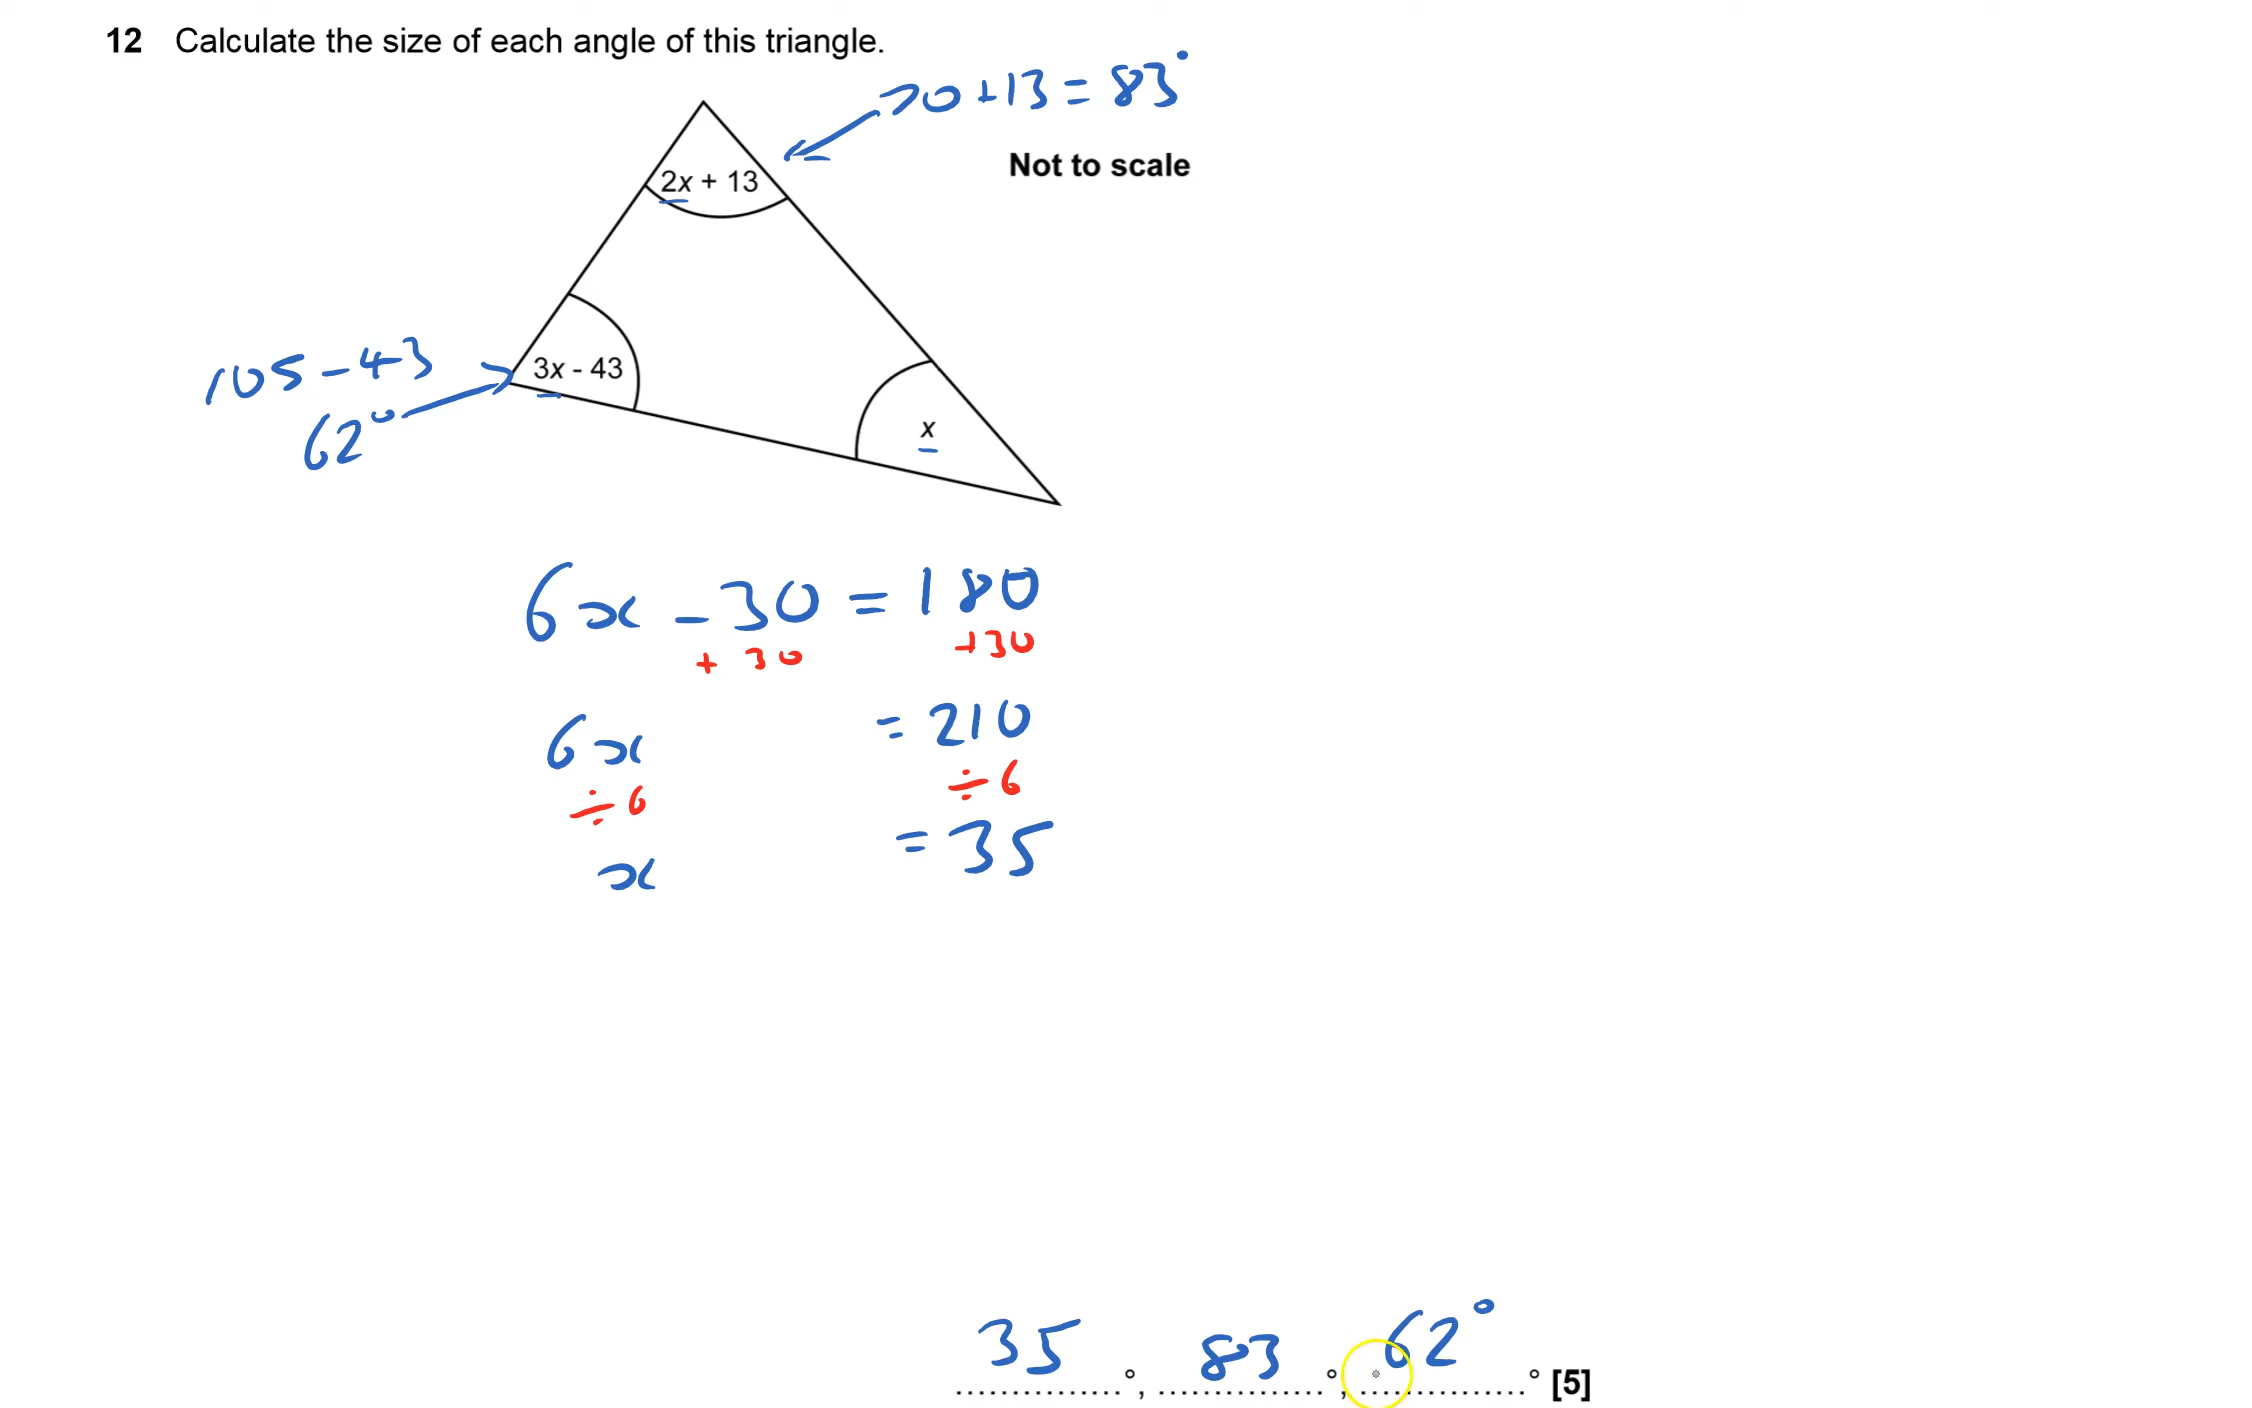 12 Calculate the size of each angle of this triangle.
70 + 13 = 83°
Not to scale
2x + 13
105 - 43
3x - 43
62°
x
6x - 30 = 180
+ 30 +30
6x = 210
÷ 6 ÷ 6
x = 35
35 °, 83 °, 62° ° [5]